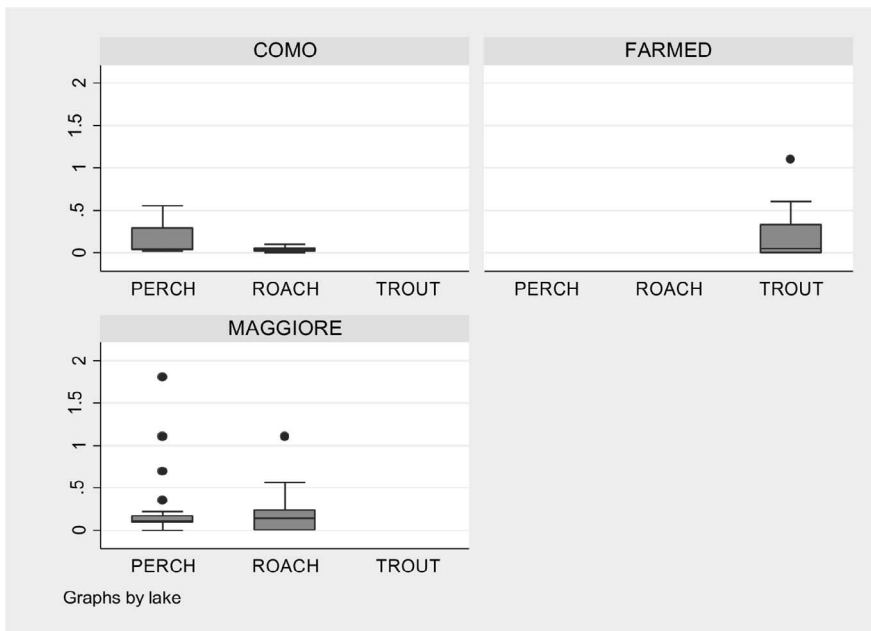 COMO
FARMED
2
1.5
1
.5
0
PERCH ROACH TROUT
PERCH ROACH TROUT
MAGGIORE
2
1.5
1
.5
0
PERCH ROACH TROUT
Graphs by lake